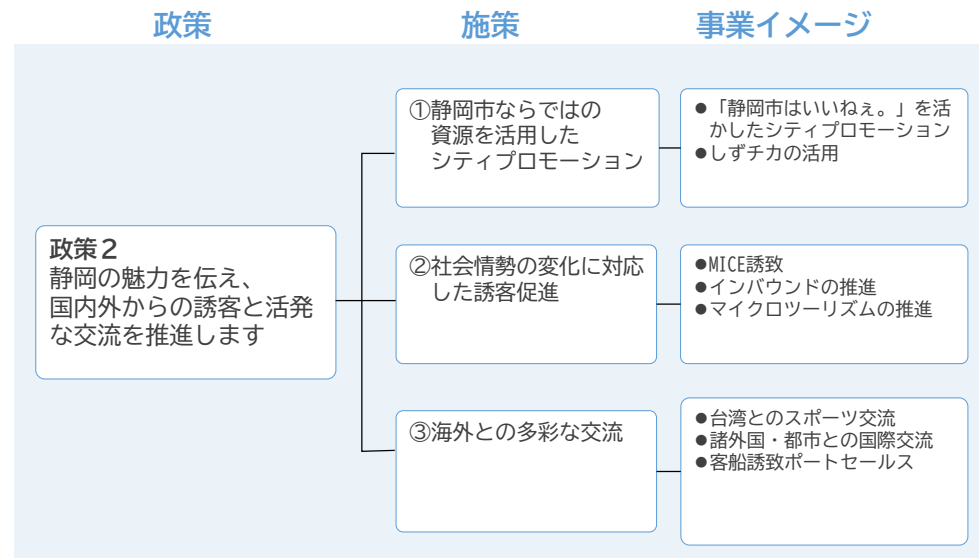 政策
施策
事業イメージ
政策２
静岡の魅力を伝え、
国内外からの誘客と活発
な交流を推進します
①静岡市ならではの
資源を活用した
シティプロモーション
●「静岡市はいいねぇ。」を活
かしたシティプロモーション
●しずチカの活用
②社会情勢の変化に対応
した誘客促進
●MICE誘致
●インバウンドの推進
●マイクロツーリズムの推進
③海外との多彩な交流
●台湾とのスポーツ交流
●諸外国・都市との国際交流
●客船誘致ポートセールス